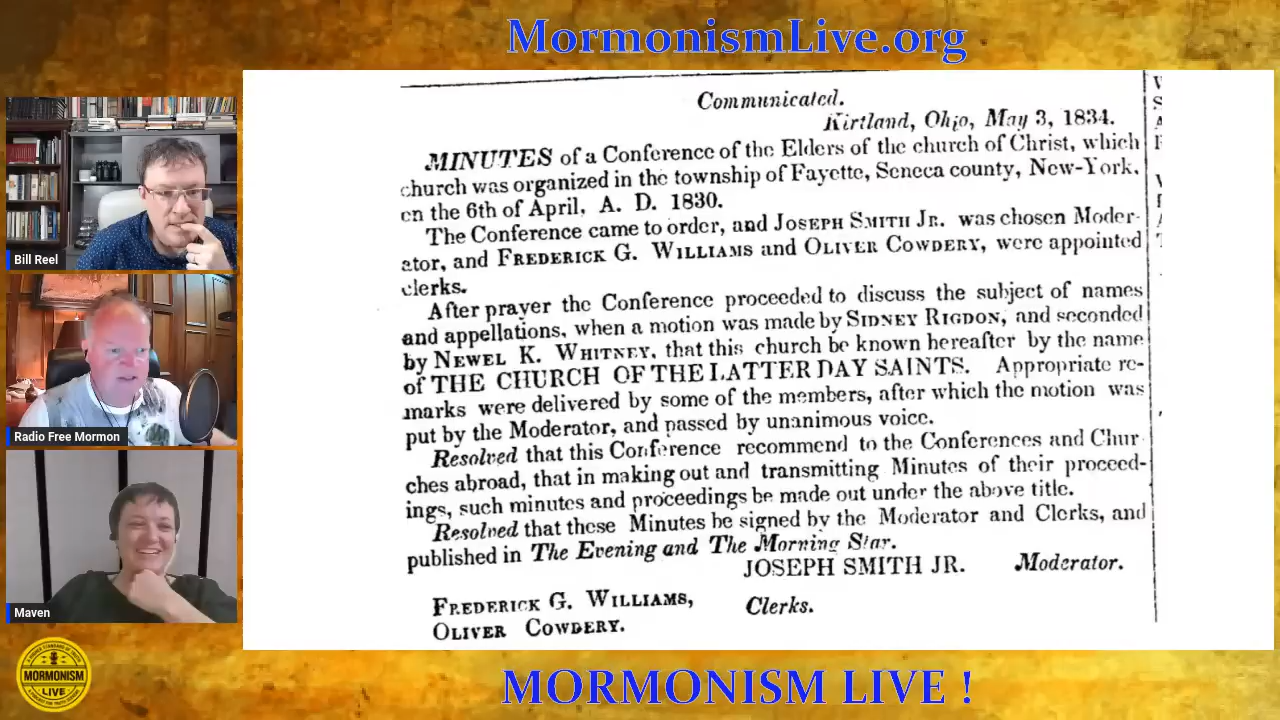 MormonismLive.org
Communicated.
Kirtland, Ohio, May 3, 1834.
MINUTES of a Conference of the Elders of the church of Christ, which
church was organized in the township of Fayette, Seneca county, New-York,
on the 6th of April, A. D. 1830.
The Conference came to order, and JOSEPH SMITH JR. was chosen Moder-
ator, and FREDERICK G. WILLIAMS and OLIVER COWDERY, were appointed
clerks.
After prayer the Conference proceeded to discuss the subject of names
and appellations, when a motion was made by SIDNEY RIGDON, and seconded
by NEWEL K. WHITNEY, that this church be known hereafter by the name
of THE CHURCH OF THE LATTER DAY SAINTS. Appropriate re-
marks were delivered by some of the members, after which the motion was
put by the Moderator, and passed by unanimous voice.
Resolved that this Conference recommend to the Conferences and Chur-
ches abroad, that in making out and transmitting Minutes of their proceed-
ings, such minutes and proceedings be made out under the above title.
Resolved that these Minutes be signed by the Moderator and Clerks, and
published in The Evening and The Morning Star.
JOSEPH SMITH JR. Moderator.
FREDERICK G. WILLIAMS,
OLIVER COWDERY.
Clerks.
Bill Reel
Radio Free Mormon
Maven
MORMONISM
LIVE
MORMONISM LIVE !